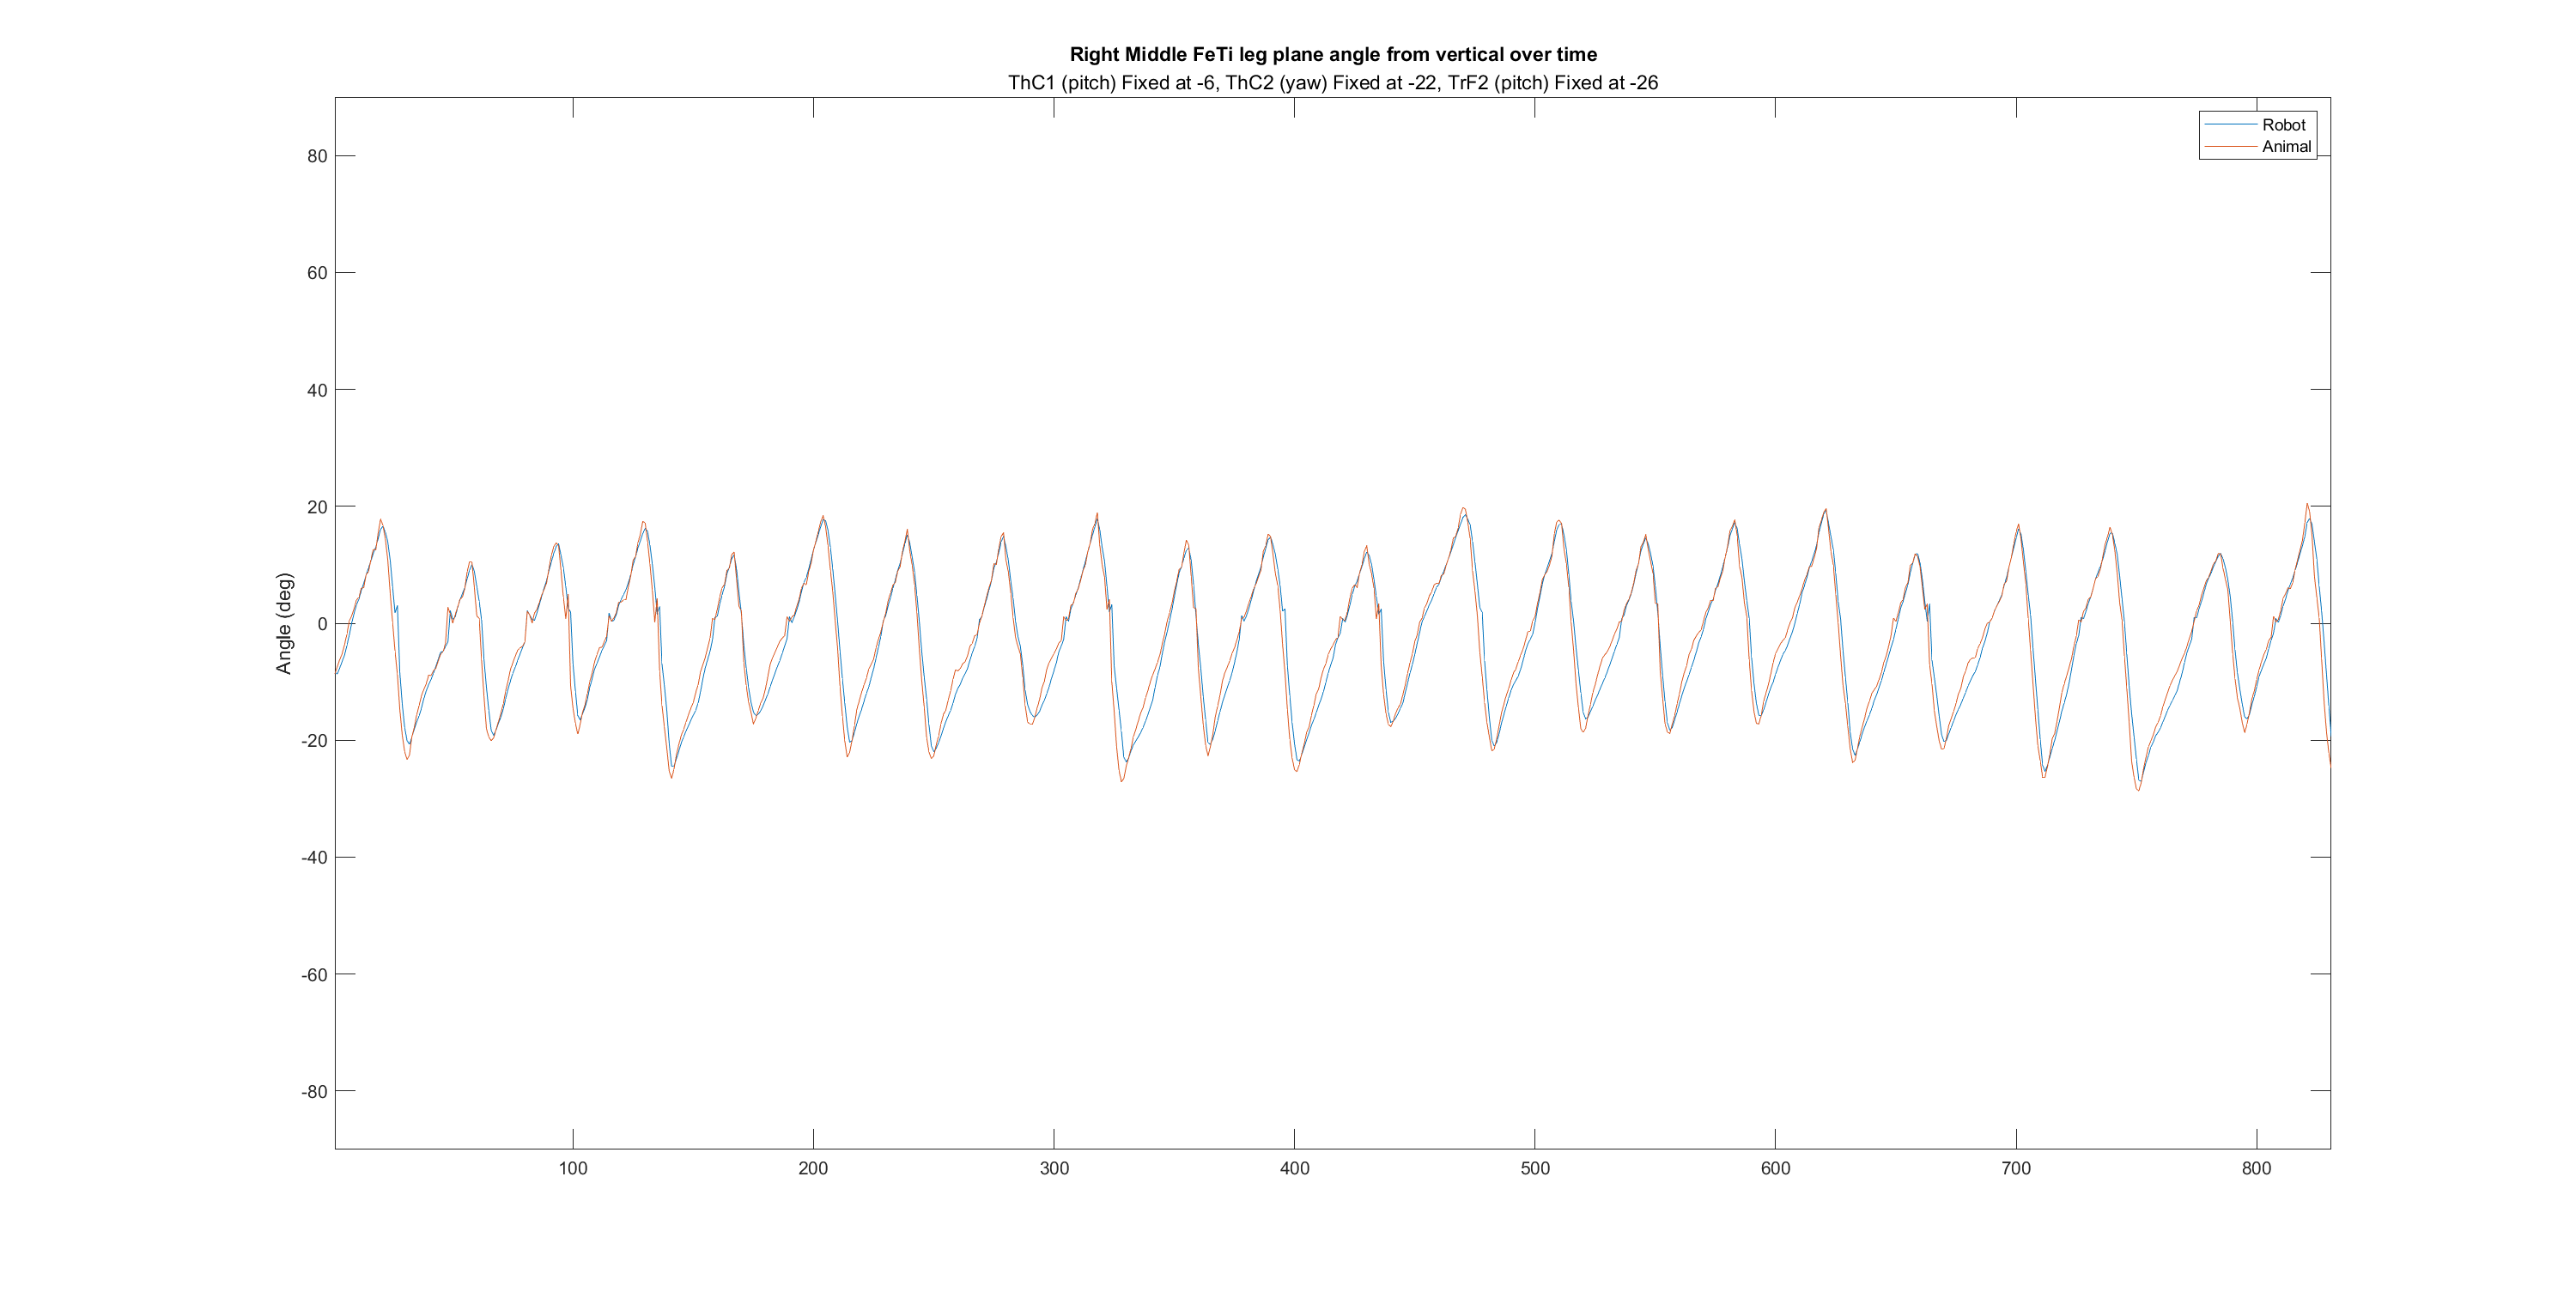 Right Middle FeTi leg plane angle from vertical over time
ThC1 (pitch) Fixed at -6, ThC2 (yaw) Fixed at -22, TrF2 (pitch) Fixed at -26
Robot
Animal
80
60
40
20
0
-20
-40
-60
-80
Angle (deg)
100 200 300 400 500 600 700 800